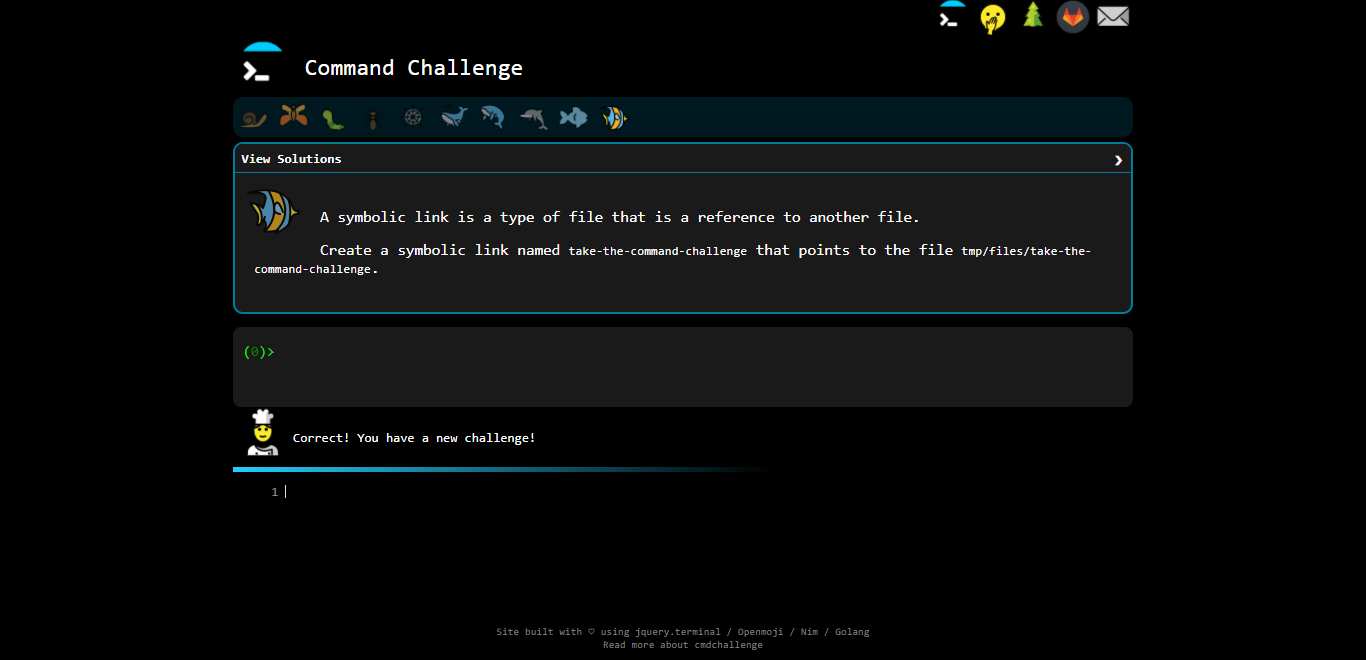 Command Challenge
View Solutions ❯
A symbolic link is a type of file that is a reference to another file.
Create a symbolic link named take-the-command-challenge that points to the file tmp/files/take-the-
command-challenge.
(0)>
Correct! You have a new challenge!
1
Site built with ♡ using jquery.terminal / Openmoji / Nim / Golang
Read more about cmdchallenge